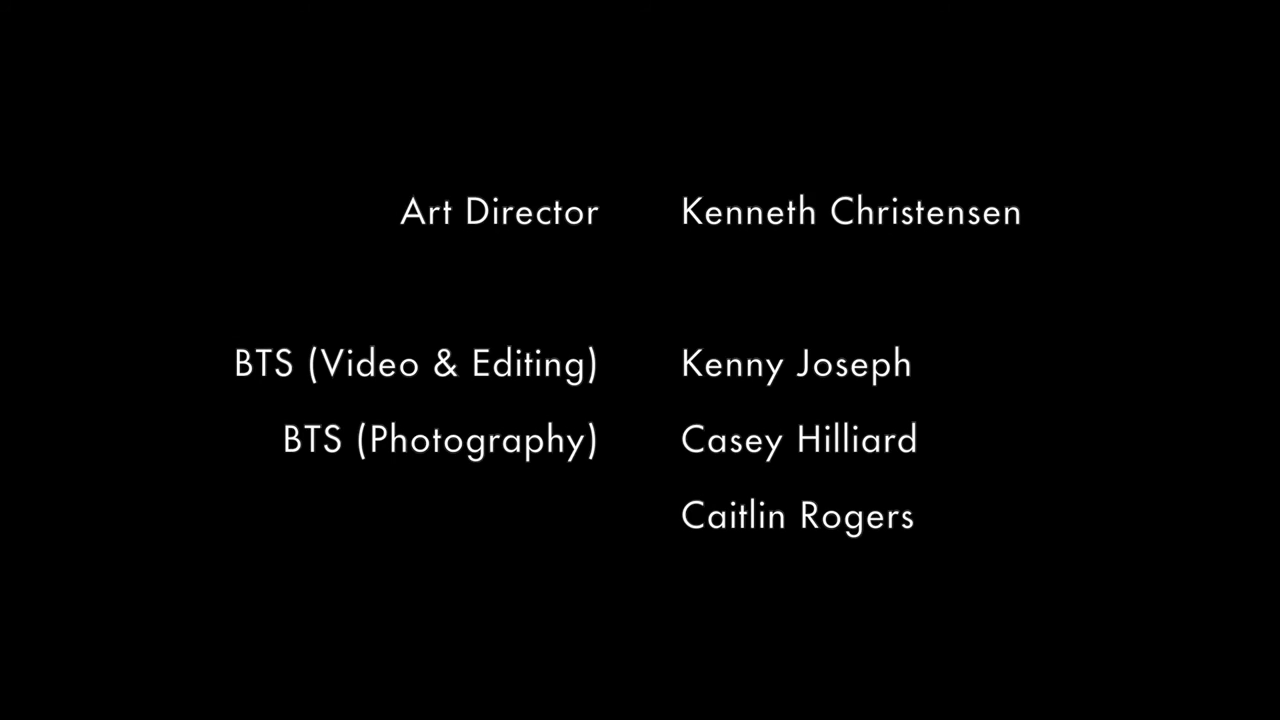 Art Director Kenneth Christensen
BTS (Video & Editing) Kenny Joseph
BTS (Photography) Casey Hilliard
Caitlin Rogers